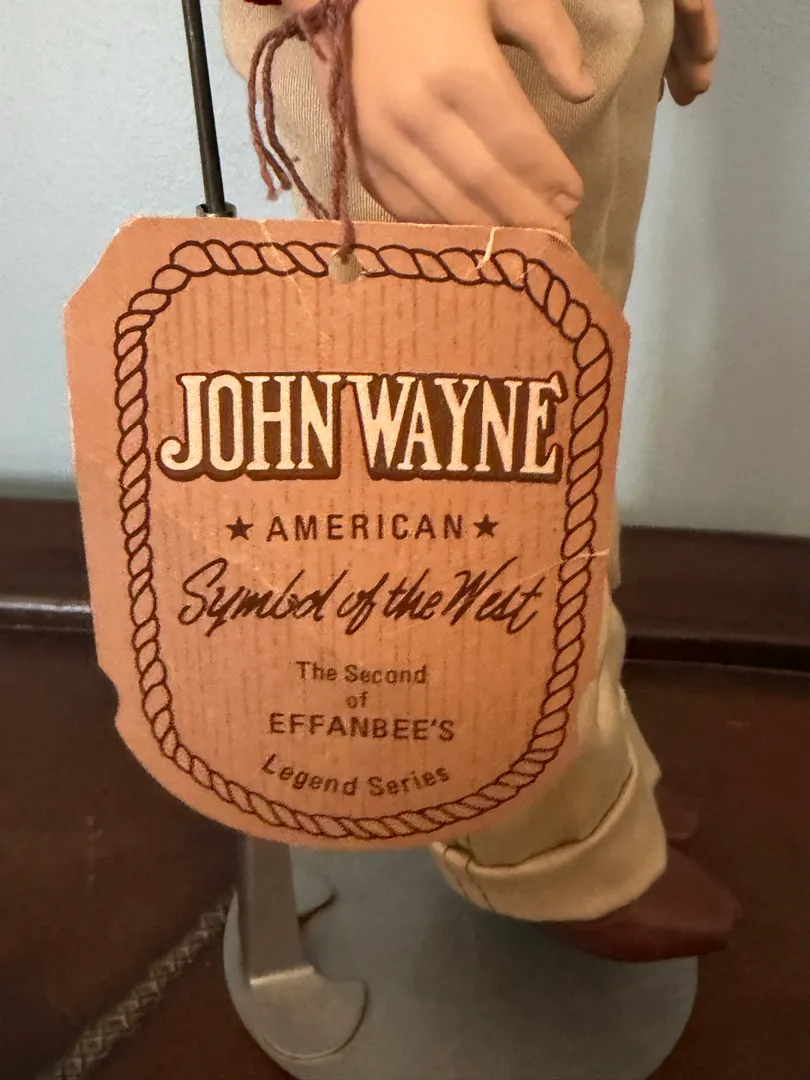 JOHN WAYNE
★ AMERICAN ★
Symbol of the West
The Second
of
EFFANBEE'S
Legend Series